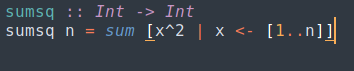 sumsq :: Int -> Int
sumsq n = sum [x^2 | x <- [1..n]]